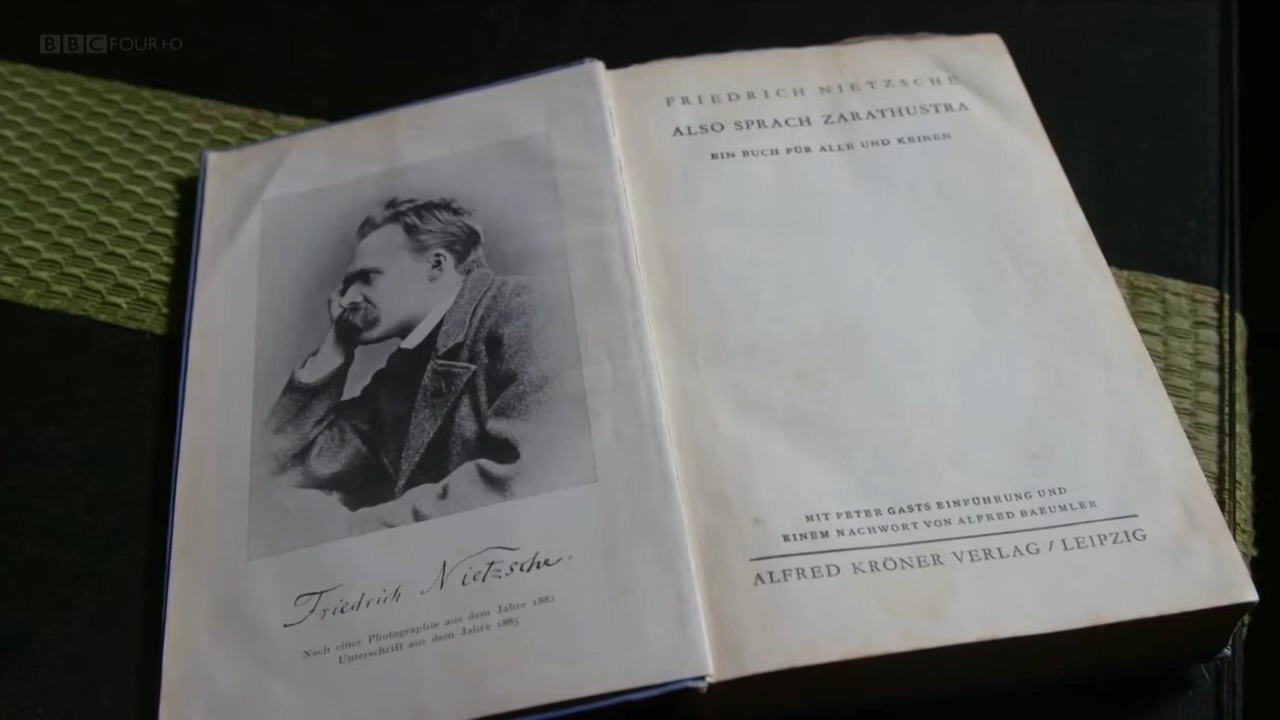 BBC FOUR HD
Friedrich Nietzsche.
Nach einer Photographie aus dem Jahre 1882
Unterschrift aus dem Jahre 1885
FRIEDRICH NIETZSCHE
ALSO SPRACH ZARATHUSTRA
EIN BUCH FÜR ALLE UND KEINEN
MIT PETER GASTS EINFÜHRUNG UND
EINEM NACHWORT VON ALFRED BAEUMLER
ALFRED KRÖNER VERLAG / LEIPZIG